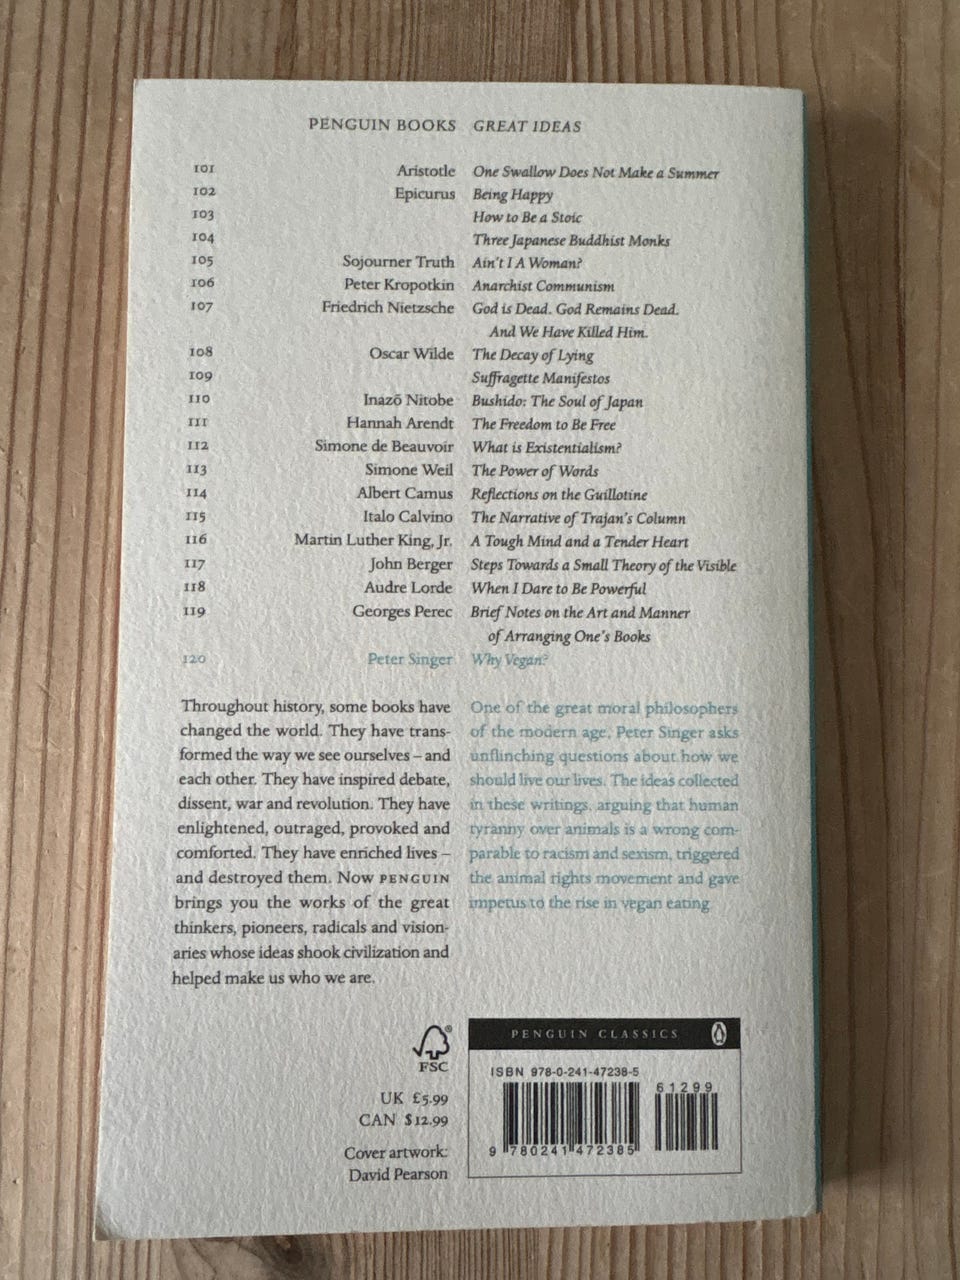 PENGUIN BOOKS GREAT IDEAS
101 Aristotle One Swallow Does Not Make a Summer
102 Epicurus Being Happy
103 How to Be a Stoic
104 Three Japanese Buddhist Monks
105 Sojourner Truth Ain't I A Woman?
106 Peter Kropotkin Anarchist Communism
107 Friedrich Nietzsche God is Dead. God Remains Dead.
And We Have Killed Him.
108 Oscar Wilde The Decay of Lying
109 Suffragette Manifestos
110 Inazō Nitobe Bushido: The Soul of Japan
111 Hannah Arendt The Freedom to Be Free
112 Simone de Beauvoir What is Existentialism?
113 Simone Weil The Power of Words
114 Albert Camus Reflections on the Guillotine
115 Italo Calvino The Narrative of Trajan's Column
116 Martin Luther King, Jr. A Tough Mind and a Tender Heart
117 John Berger Steps Towards a Small Theory of the Visible
118 Audre Lorde When I Dare to Be Powerful
119 Georges Perec Brief Notes on the Art and Manner
of Arranging One's Books
120 Peter Singer Why Vegan?
Throughout history, some books have
changed the world. They have trans-
formed the way we see ourselves – and
each other. They have inspired debate,
dissent, war and revolution. They have
enlightened, outraged, provoked and
comforted. They have enriched lives –
and destroyed them. Now PENGUIN
brings you the works of the great
thinkers, pioneers, radicals and vision-
aries whose ideas shook civilization and
helped make us who we are.
One of the great moral philosophers
of the modern age, Peter Singer asks
unflinching questions about how we
should live our lives. The ideas collected
in these writings, arguing that human
tyranny over animals is a wrong com-
parable to racism and sexism, triggered
the animal rights movement and gave
impetus to the rise in vegan eating.
FSC®
UK £5.99
CAN $12.99
Cover artwork:
David Pearson
PENGUIN CLASSICS
ISBN 978-0-241-47238-5
61299
9 780241 472385